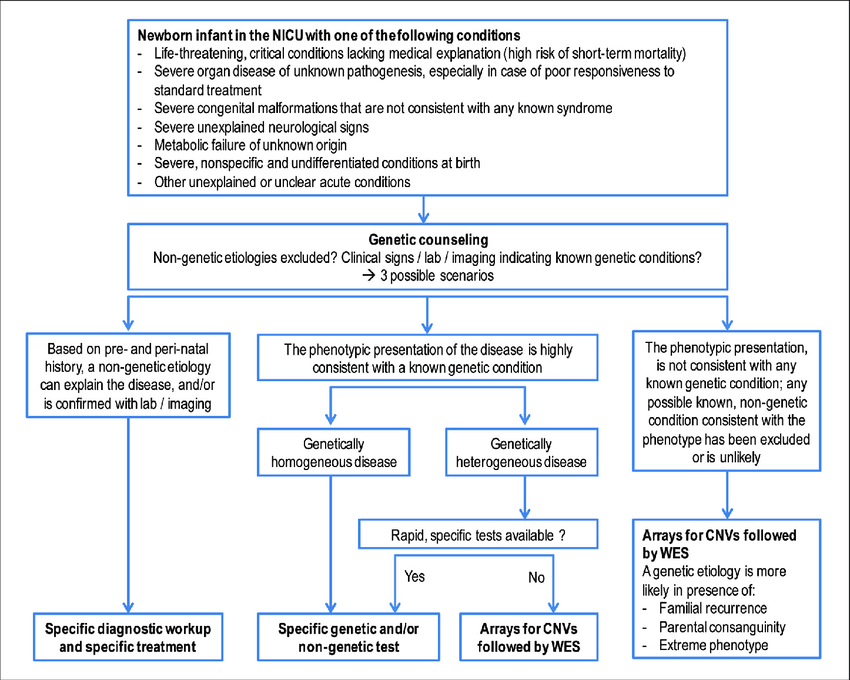 Newborn infant in the NICU with one of the following conditions
- Life-threatening, critical conditions lacking medical explanation (high risk of short-term mortality)
- Severe organ disease of unknown pathogenesis, especially in case of poor responsiveness to
standard treatment
- Severe congenital malformations that are not consistent with any known syndrome
- Severe unexplained neurological signs
- Metabolic failure of unknown origin
- Severe, nonspecific and undifferentiated conditions at birth
- Other unexplained or unclear acute conditions
Genetic counseling
Non-genetic etiologies excluded? Clinical signs / lab / imaging indicating known genetic conditions?
→ 3 possible scenarios
Based on pre- and peri-natal
history, a non-genetic etiology
can explain the disease, and/or
is confirmed with lab / imaging
The phenotypic presentation of the disease is highly
consistent with a known genetic condition
The phenotypic presentation,
is not consistent with any
known genetic condition; any
possible known, non-genetic
condition consistent with the
phenotype has been excluded
or is unlikely
Genetically
homogeneous disease
Genetically
heterogeneous disease
Rapid, specific tests available ?
Yes
No
Arrays for CNVs followed
by WES
A genetic etiology is more
likely in presence of:
- Familial recurrence
- Parental consanguinity
- Extreme phenotype
Specific diagnostic workup
and specific treatment
Specific genetic and/or
non-genetic test
Arrays for CNVs
followed by WES